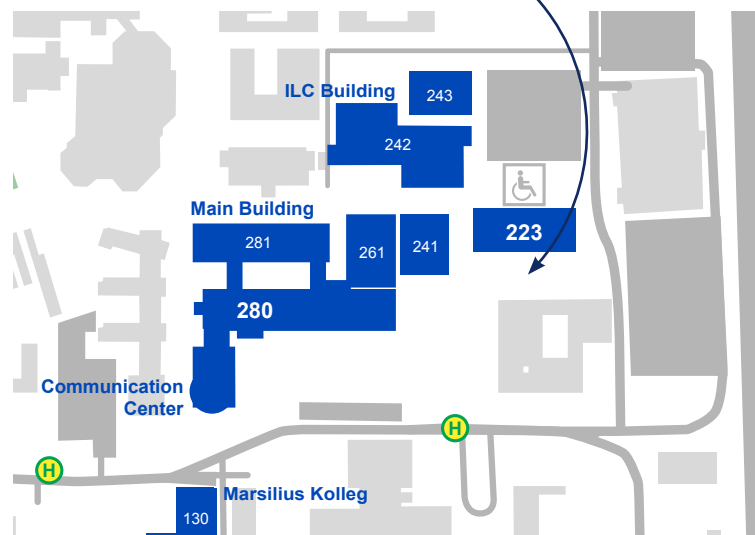 243
ILC Building
242
Main Building
281
261
241
223
280
Communication
Center
H
H
Marsilius Kolleg
130